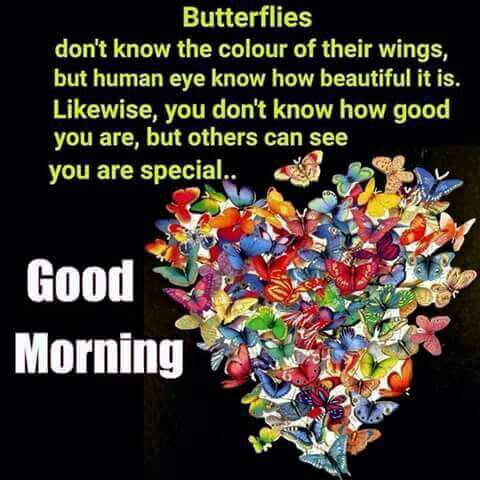 Butterflies
don't know the colour of their wings,
but human eye know how beautiful it is.
Likewise, you don't know how good
you are, but others can see
you are special..
Good
Morning